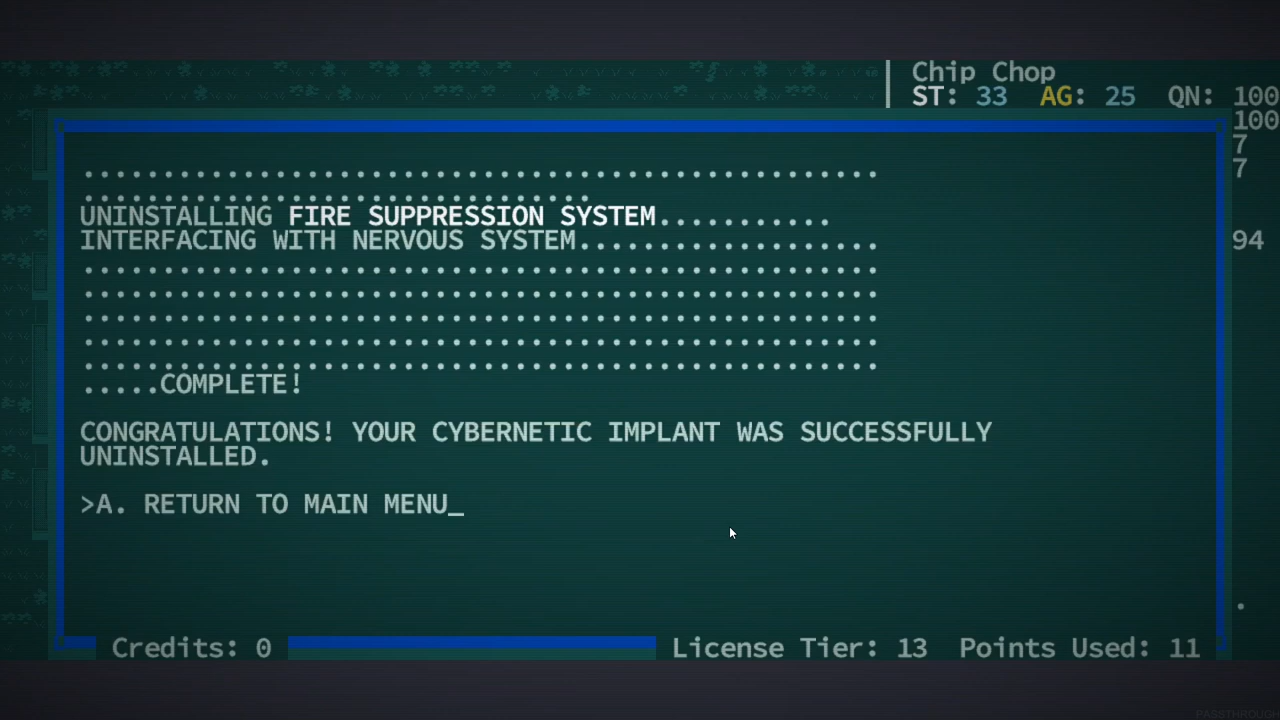 Chip Chop
ST: 33 AG: 25 QN: 100
100
7
7
UNINSTALLING FIRE SUPPRESSION SYSTEM...........
INTERFACING WITH NERVOUS SYSTEM...................
94
.....COMPLETE!
CONGRATULATIONS! YOUR CYBERNETIC IMPLANT WAS SUCCESSFULLY
UNINSTALLED.
>A. RETURN TO MAIN MENU_
Credits: 0 License Tier: 13 Points Used: 11